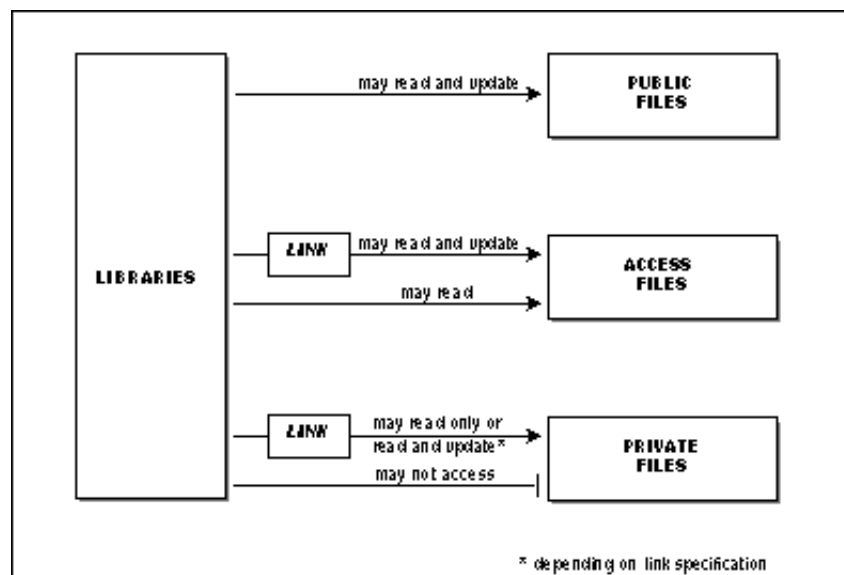 may read and update
PUBLIC
FILES
LIBRARIES
LINK
may read and update
may read
ACCESS
FILES
LINK
may read only or
read and update*
may not access
PRIVATE
FILES
* depending on link specification